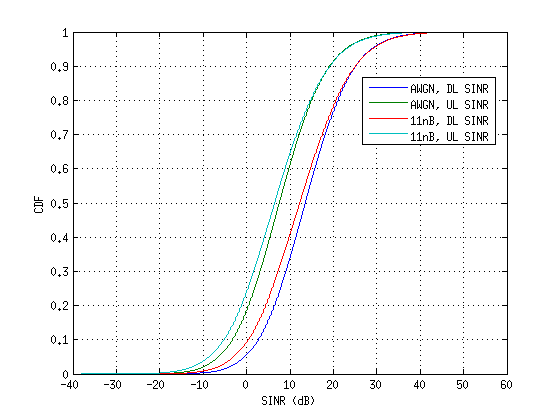 1
0.9
0.8
0.7
0.6
0.5
0.4
0.3
0.2
0.1
0
CDF
AWGN, DL SINR
AWGN, UL SINR
11nB, DL SINR
11nB, UL SINR
-40 -30 -20 -10 0 10 20 30 40 50 60
SINR (dB)